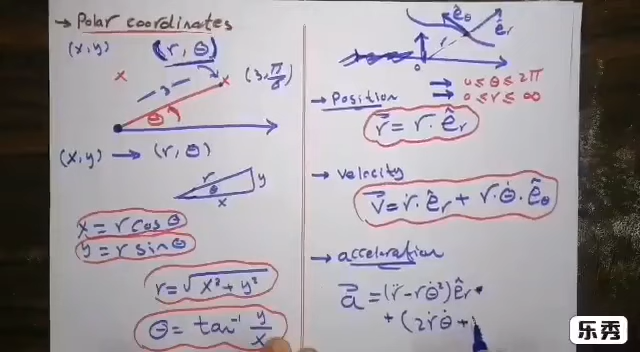 → Polar coordinates
(x,y) (r, θ)
x 3 x (3, π/8)
θ
(x,y) → (r, θ)
r y
θ
x
x = r cos θ
y = r sin θ
r = √x² + y²
θ = tan⁻¹ y/x
êθ êr
r
0
→ 0 ≤ θ ≤ 2π
→ 0 ≤ r ≤ ∞
→ Position
r⃗ = r · êr
→ velocity
v⃗ = ṙ · êr + r · θ̇ · êθ
→ acceleration
a⃗ = (r̈ - rθ̇²) êr
+ (2ṙθ̇ +
乐秀